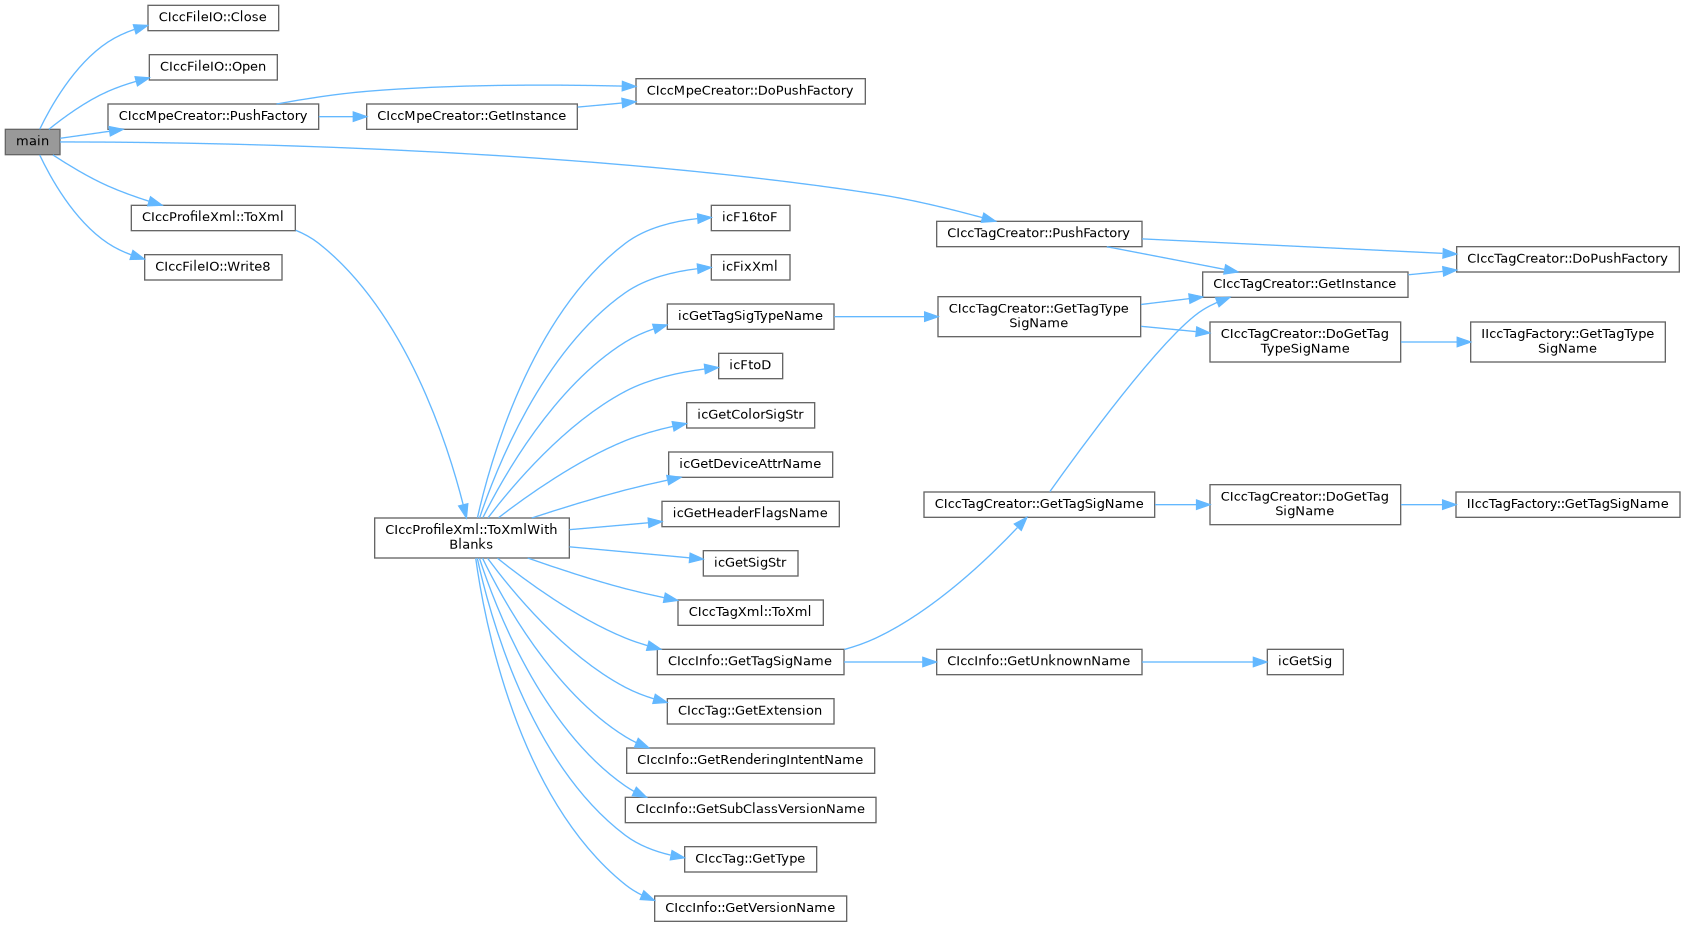 CIccFileIO::Close
CIccFileIO::Open
CIccMpeCreator::DoPushFactory
CIccMpeCreator::PushFactory
CIccMpeCreator::GetInstance
main
CIccProfileXml::ToXml
icF16toF
CIccTagCreator::PushFactory
CIccTagCreator::DoPushFactory
CIccFileIO::Write8
icFixXml
CIccTagCreator::GetInstance
icGetTagSigTypeName
CIccTagCreator::GetTagType
SigName
CIccTagCreator::DoGetTag
TypeSigName
IIccTagFactory::GetTagType
SigName
icFtoD
icGetColorSigStr
icGetDeviceAttrName
icGetHeaderFlagsName
CIccTagCreator::GetTagSigName
CIccTagCreator::DoGetTag
SigName
IIccTagFactory::GetTagSigName
CIccProfileXml::ToXmlWith
Blanks
icGetSigStr
CIccTagXml::ToXml
CIccInfo::GetTagSigName
CIccInfo::GetUnknownName
icGetSig
CIccTag::GetExtension
CIccInfo::GetRenderingIntentName
CIccInfo::GetSubClassVersionName
CIccTag::GetType
CIccInfo::GetVersionName